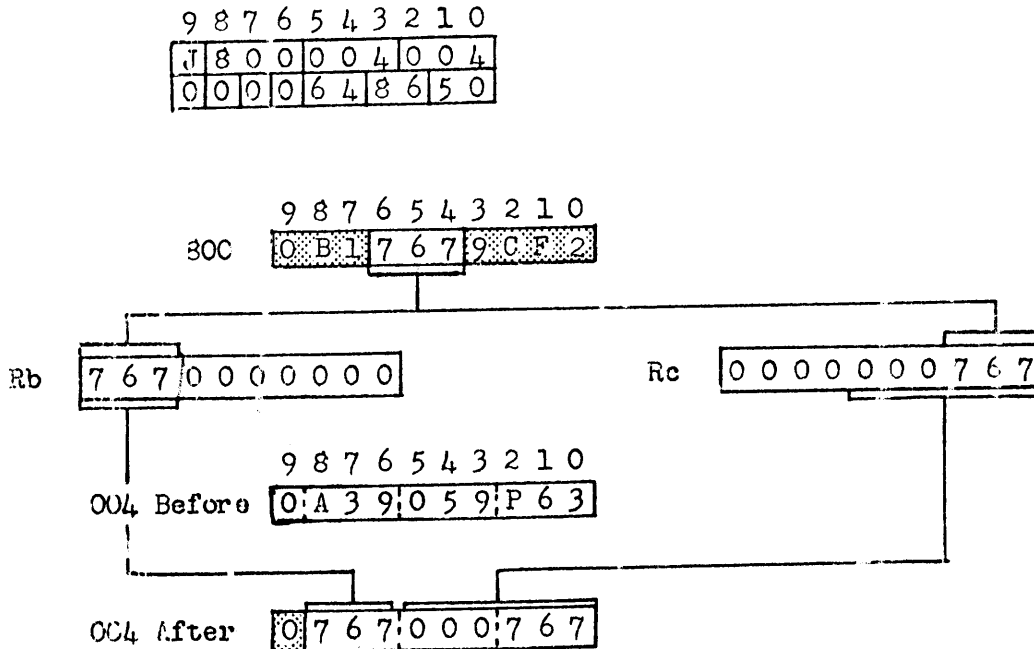 9 8 7 6 5 4 3 2 1 0
J 8 0 0 0 0 4 0 0 4
0 0 0 0 6 4 8 6 5 0
9 8 7 6 5 4 3 2 1 0
80C 0 B 1 7 6 7 9 C F 2
Rb 7 6 7 0 0 0 0 0 0 0 Rc 0 0 0 0 0 0 0 7 6 7
9 8 7 6 5 4 3 2 1 0
004 Before 0 A 3 9 0 5 9 P 6 3
004 After 0 7 6 7 0 0 0 7 6 7